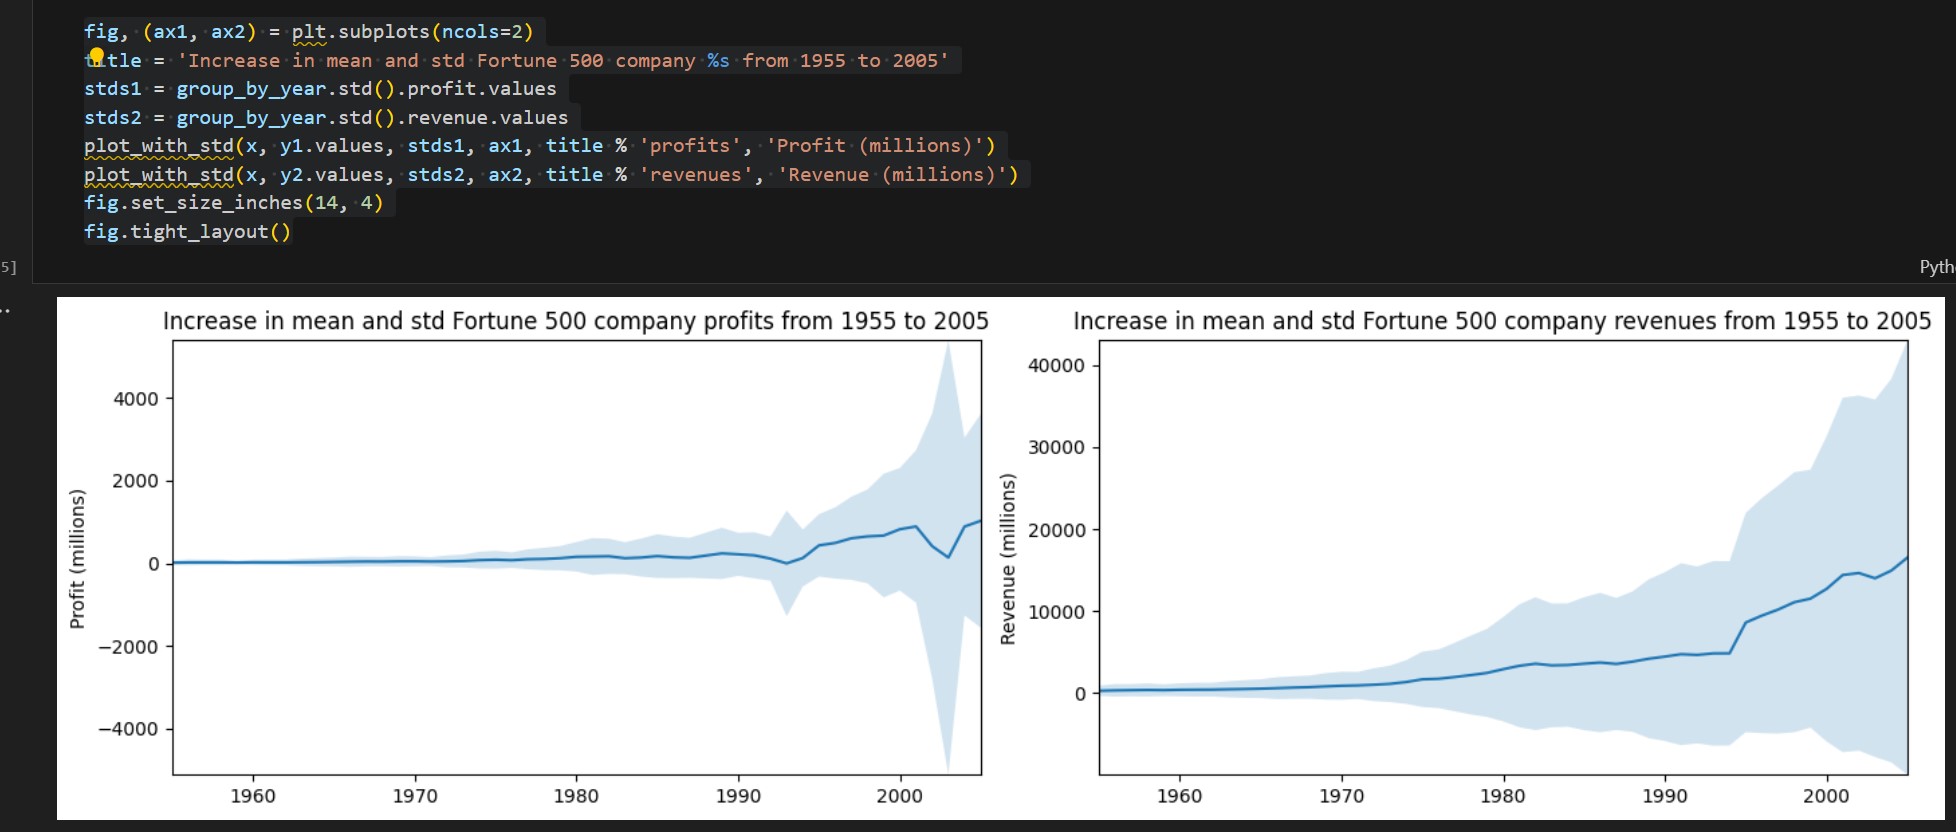 fig, (ax1, ax2) = plt.subplots(ncols=2)
title = 'Increase in mean and std Fortune 500 company %s from 1955 to 2005'
stds1 = group_by_year.std().profit.values
stds2 = group_by_year.std().revenue.values
plot_with_std(x, y1.values, stds1, ax1, title % 'profits', 'Profit (millions)')
plot_with_std(x, y2.values, stds2, ax2, title % 'revenues', 'Revenue (millions)')
fig.set_size_inches(14, 4)
fig.tight_layout()
5]
Pyth
Increase in mean and std Fortune 500 company profits from 1955 to 2005
Profit (millions)
4000
2000
0
−2000
−4000
1960 1970 1980 1990 2000
Increase in mean and std Fortune 500 company revenues from 1955 to 2005
Revenue (millions)
40000
30000
20000
10000
0
1960 1970 1980 1990 2000